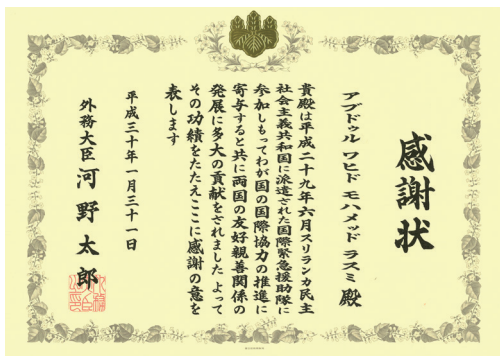 感謝状
アブドゥル ワヒド モハメッド ラスミ 殿
貴殿は平成二十九年六月スリランカ民主
社会主義共和国に派遣された国際緊急援助隊に
参加しもってわが国の国際協力の推進に
寄与すると共に両国の友好親善関係の
発展に多大の貢献をされました よって
その功績をたたえここに感謝の意を
表します
平成三十年一月三十一日
外務大臣 河野太郎